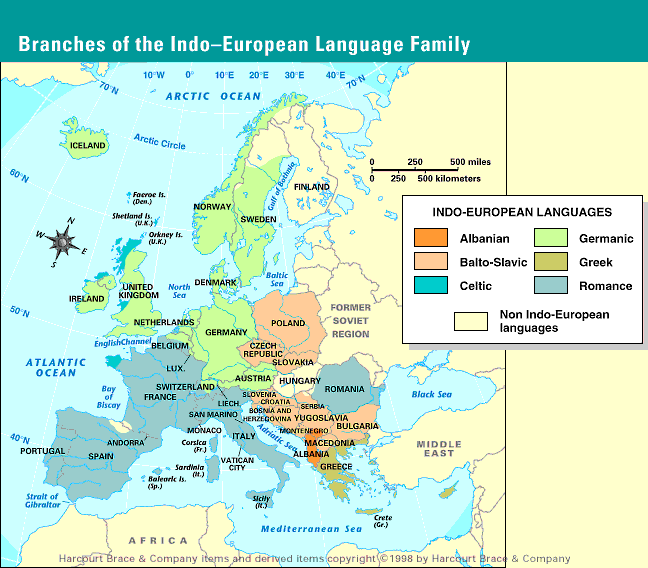 Branches of the Indo–European Language Family
10°W 0° 10°E 20°E 30°E 40°E
70°N
70°N
ARCTIC OCEAN
ICELAND
Arctic Circle
60°N
Faeroe Is.
(Den.)
Shetland Is.
(U.K.)
Orkney Is.
(U.K.)
N
W
E
S
NORWAY
SWEDEN
Gulf of Bothnia
FINLAND
0 250 500 miles
0 250 500 kilometers
INDO-EUROPEAN LANGUAGES
Albanian
Germanic
Balto-Slavic
Greek
Celtic
Romance
Non Indo-European
languages
IRELAND
UNITED
KINGDOM
North
Sea
DENMARK
Baltic
Sea
50°N
NETHERLANDS
English Channel
BELGIUM
GERMANY
POLAND
FORMER
SOVIET
REGION
CZECH
REPUBLIC
SLOVAKIA
LUX.
ATLANTIC
OCEAN
Bay
of
Biscay
FRANCE
SWITZERLAND
LIECH.
AUSTRIA
HUNGARY
ROMANIA
SLOVENIA
CROATIA
BOSNIA AND
HERZEGOVINA
SERBIA
YUGOSLAVIA
MONTENEGRO
BULGARIA
Black Sea
SAN MARINO
MONACO
ITALY
Adriatic Sea
MACEDONIA
ALBANIA
GREECE
MIDDLE
EAST
40°N
PORTUGAL
SPAIN
ANDORRA
Corsica
(Fr.)
VATICAN
CITY
Sardinia
(It.)
Balearic Is.
(Sp.)
Strait of
Gibraltar
Sicily
(It.)
Crete
(Gr.)
Mediterranean Sea
AFRICA
Harcourt Brace & Company items and derived items copyright ©1998 by Harcourt Brace & Company